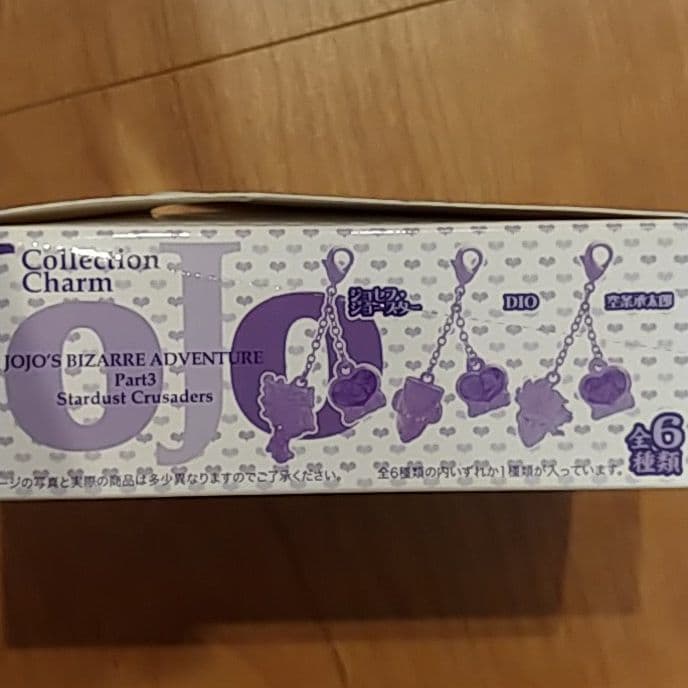 Collection
Charm
JoJo
JOJO'S BIZARRE ADVENTURE
Part3
Stardust Crusaders
ジョセフ・
ジョースター
DIO
空条承太郎
全6
種類
ージの写真と実際の商品は多少異なりますのでご了承ください。
全6種類の内いずれか1種類が入っています。